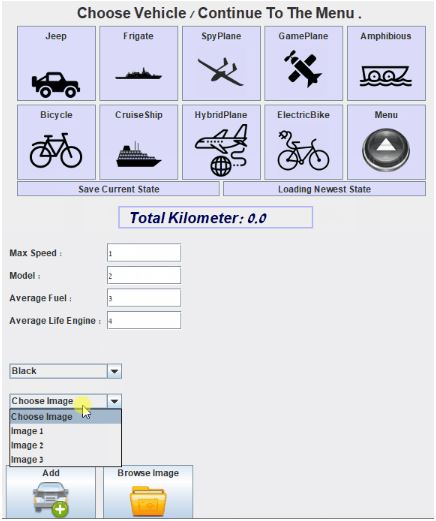 Choose Vehicle / Continue To The Menu .
Jeep Frigate SpyPlane GamePlane Amphibious
Bicycle CruiseShip HybridPlane ElectricBike Menu
Save Current State Loading Newest State
Total Kilometer: 0.0
Max Speed : 1
Model : 2
Average Fuel : 3
Average Life Engine : 4
Black
Choose Image
Choose Image
Image 1
Image 2
Image 3
Add Browse Image